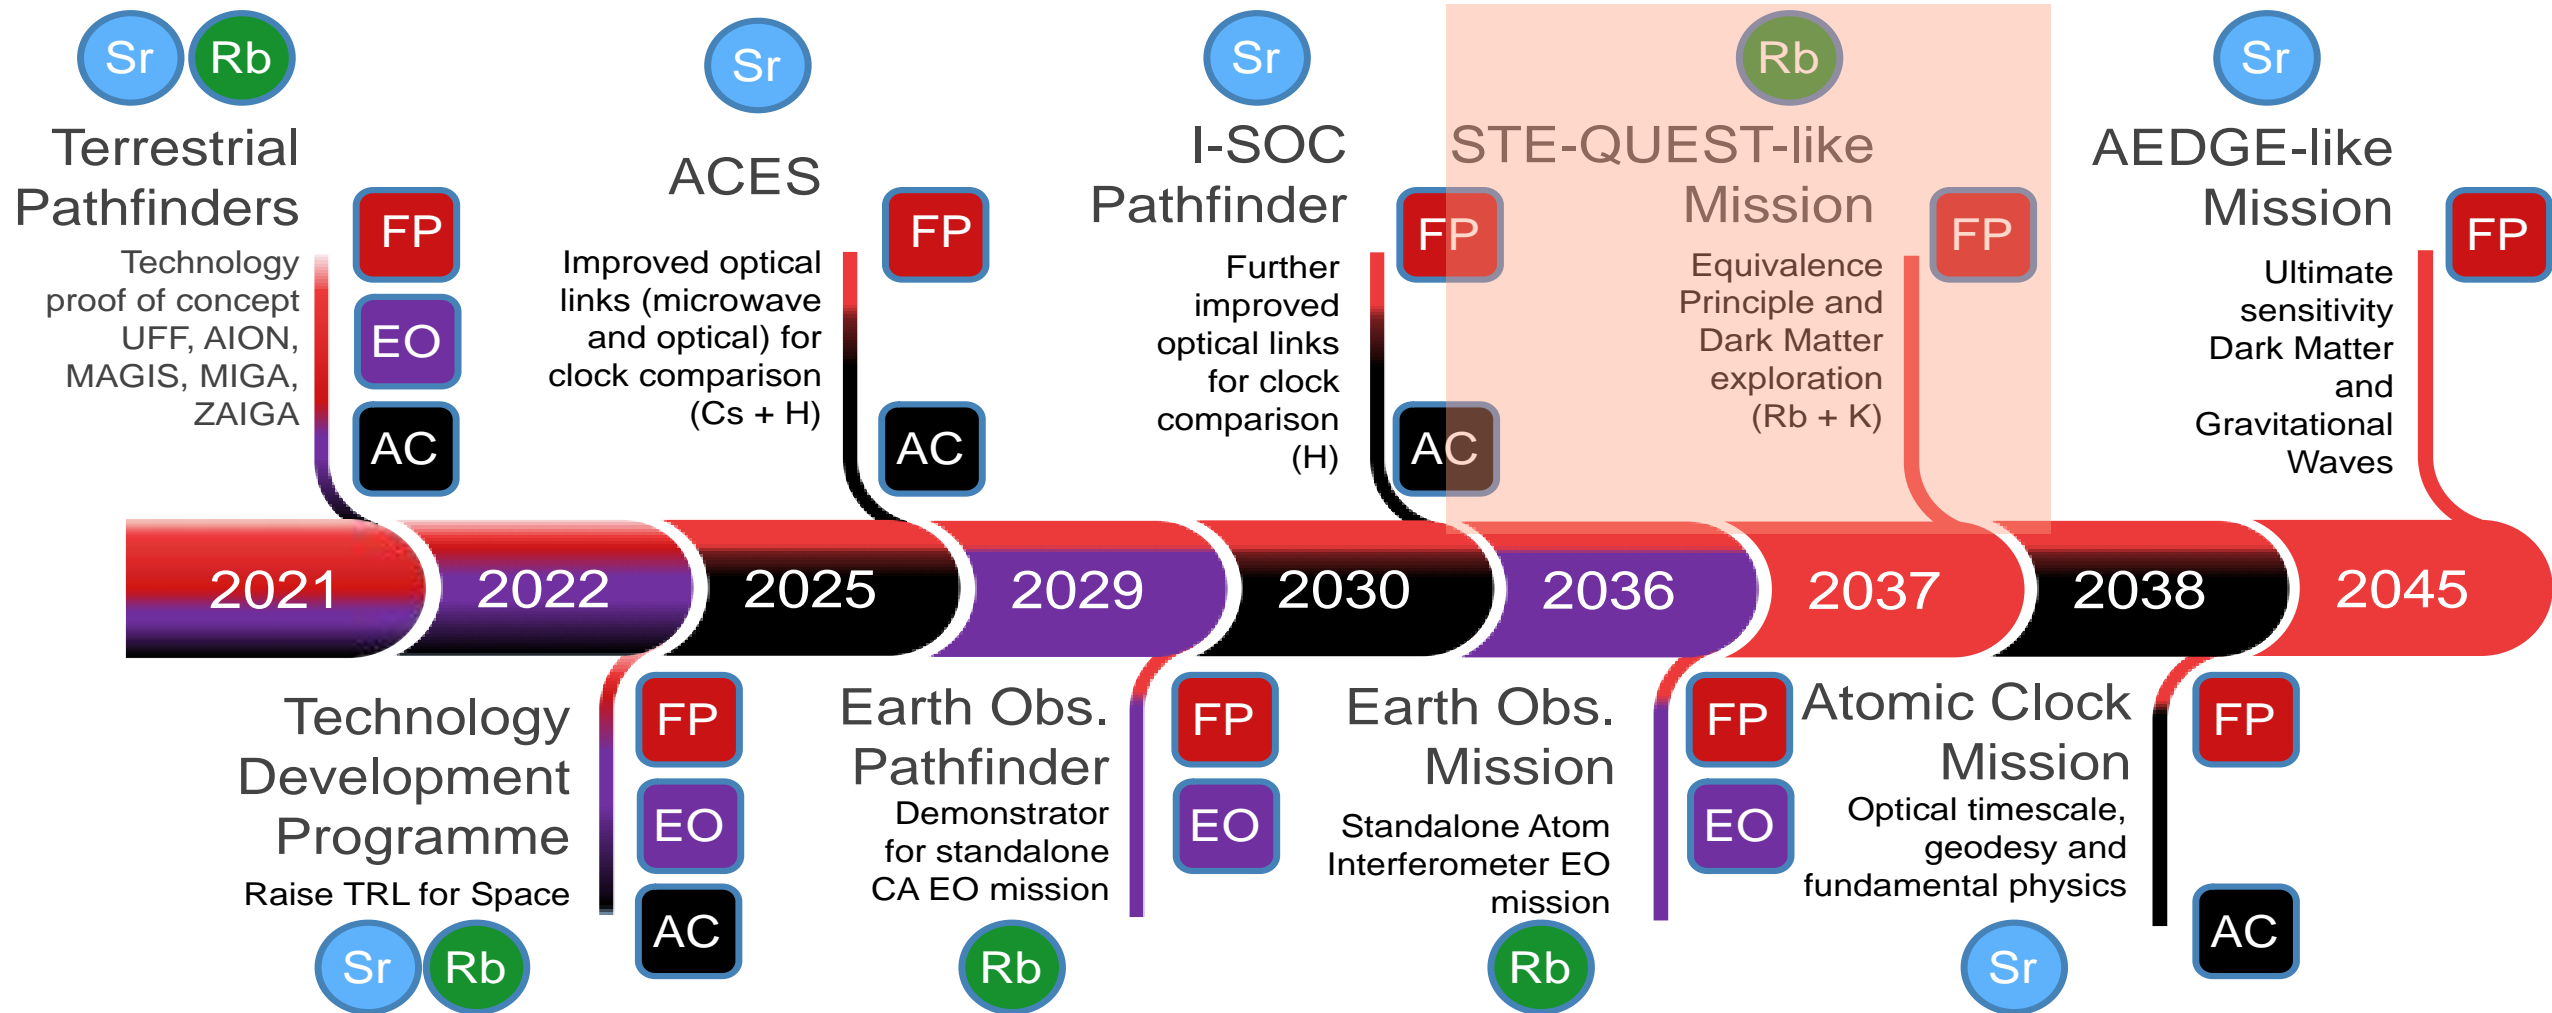 Sr Rb
Terrestrial
Pathfinders
Technology
proof of concept
UFF, AION,
MAGIS, MIGA,
ZAIGA
FP
EO
AC
Sr
ACES
Improved optical
links (microwave
and optical) for
clock comparison
(Cs + H)
FP
AC
Sr
I-SOC
Pathfinder
Further
improved
optical links
for clock
comparison
(H)
FP
AC
Rb
STE-QUEST-like
Mission
Equivalence
Principle and
Dark Matter
exploration
(Rb + K)
FP
Sr
AEDGE-like
Mission
Ultimate
sensitivity
Dark Matter
and
Gravitational
Waves
FP
2021 2022 2025 2029 2030 2036 2037 2038 2045
Technology
Development
Programme
Raise TRL for Space
Sr Rb
FP
EO
AC
Earth Obs.
Pathfinder
Demonstrator
for standalone
CA EO mission
Rb
FP
EO
Earth Obs.
Mission
Standalone Atom
Interferometer EO
mission
Rb
FP
EO
Atomic Clock
Mission
Optical timescale,
geodesy and
fundamental physics
Sr
FP
AC